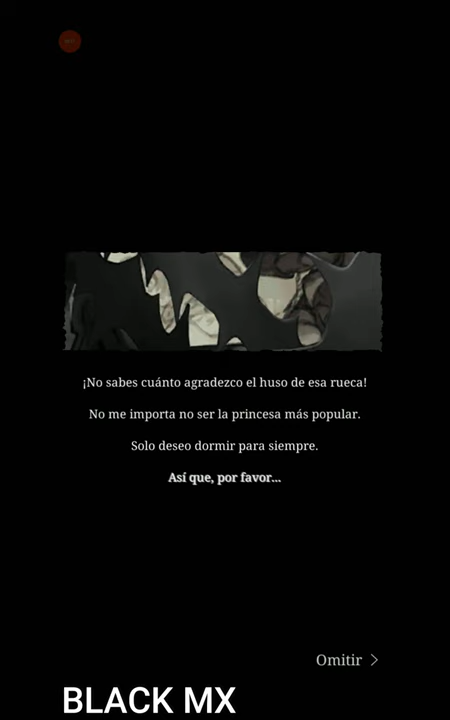 ¡No sabes cuánto agradezco el huso de esa rueca!
No me importa no ser la princesa más popular.
Solo deseo dormir para siempre.
Así que, por favor...
Omitir
BLACK MX